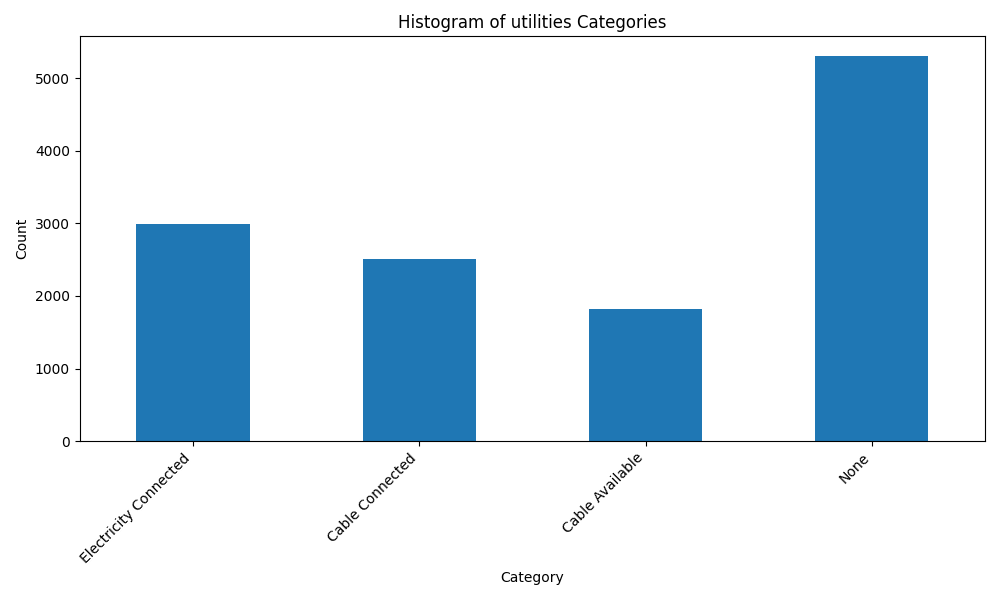 Histogram of utilities Categories
Count
5000
4000
3000
2000
1000
0
Electricity Connected
Cable Connected
Cable Available
None
Category